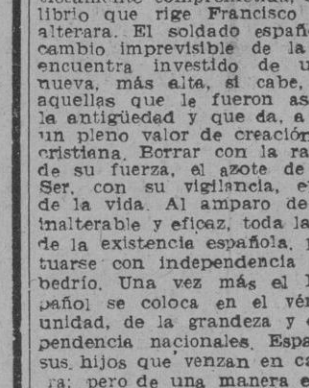 librio que rige Francisco
alterara. El soldado españ
cambio imprevisible de la
encuentra investido de u
nueva, más alta, si cabe,
aquellas que le fueron as
la antigüedad y que da, a
un pleno valor de creación
cristiana. Borrar con la ra
de su fuerza, el azote de
Ser, con su vigilancia, e
de la vida. Al amparo de
inalterable y eficaz, toda la
de la existencia española,
tuarse con independencia
bedrío. Una vez más el
pañol se coloca en el vé
unidad, de la grandeza y
pendencia nacionales. Espa
sus hijos que venzan en ca
ra; pero de una manera e